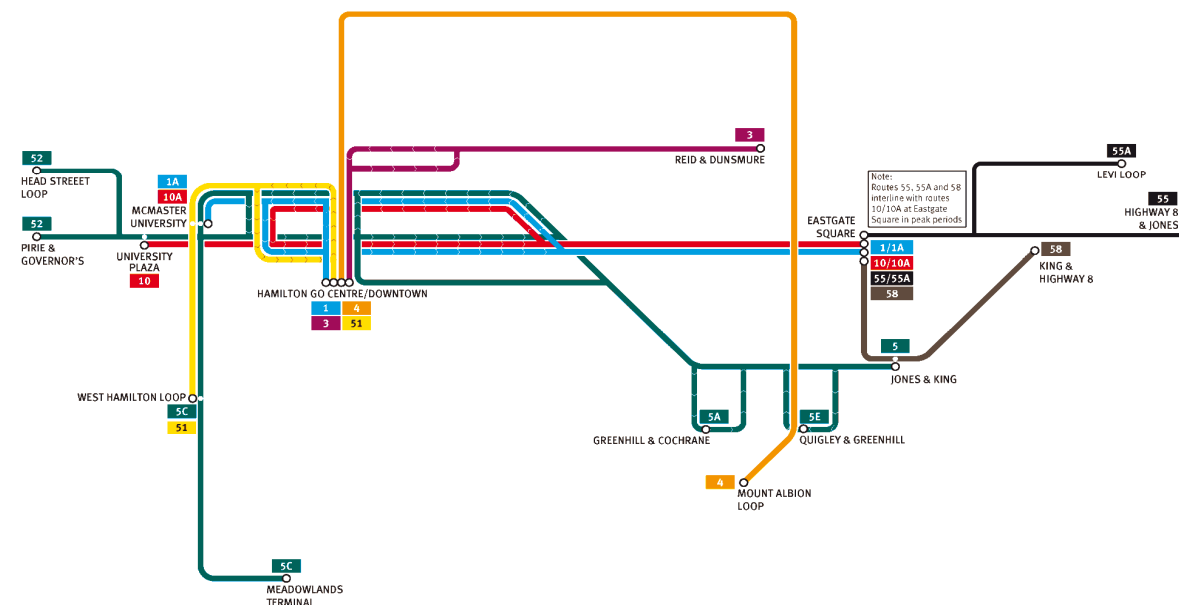 3
REID & DUNSMURE
52
HEAD STREEET
LOOP
1A
10A
MCMASTER
UNIVERSITY
52
PIRIE &
GOVERNOR'S
UNIVERSITY
PLAZA
10
HAMILTON GO CENTRE/DOWNTOWN
1
4
3
51
55A
LEVI LOOP
Note:
Routes 55, 55A and 58
interline with routes
10/10A at Eastgate
Square in peak periods
55
HIGHWAY 8
& JONES
EASTGATE
SQUARE
1/1A
10/10A
55/55A
58
58
KING &
HIGHWAY 8
5
JONES & KING
WEST HAMILTON LOOP
5C
51
5A
GREENHILL & COCHRANE
5E
QUIGLEY & GREENHILL
4
MOUNT ALBION
LOOP
5C
MEADOWLANDS
TERMINAL